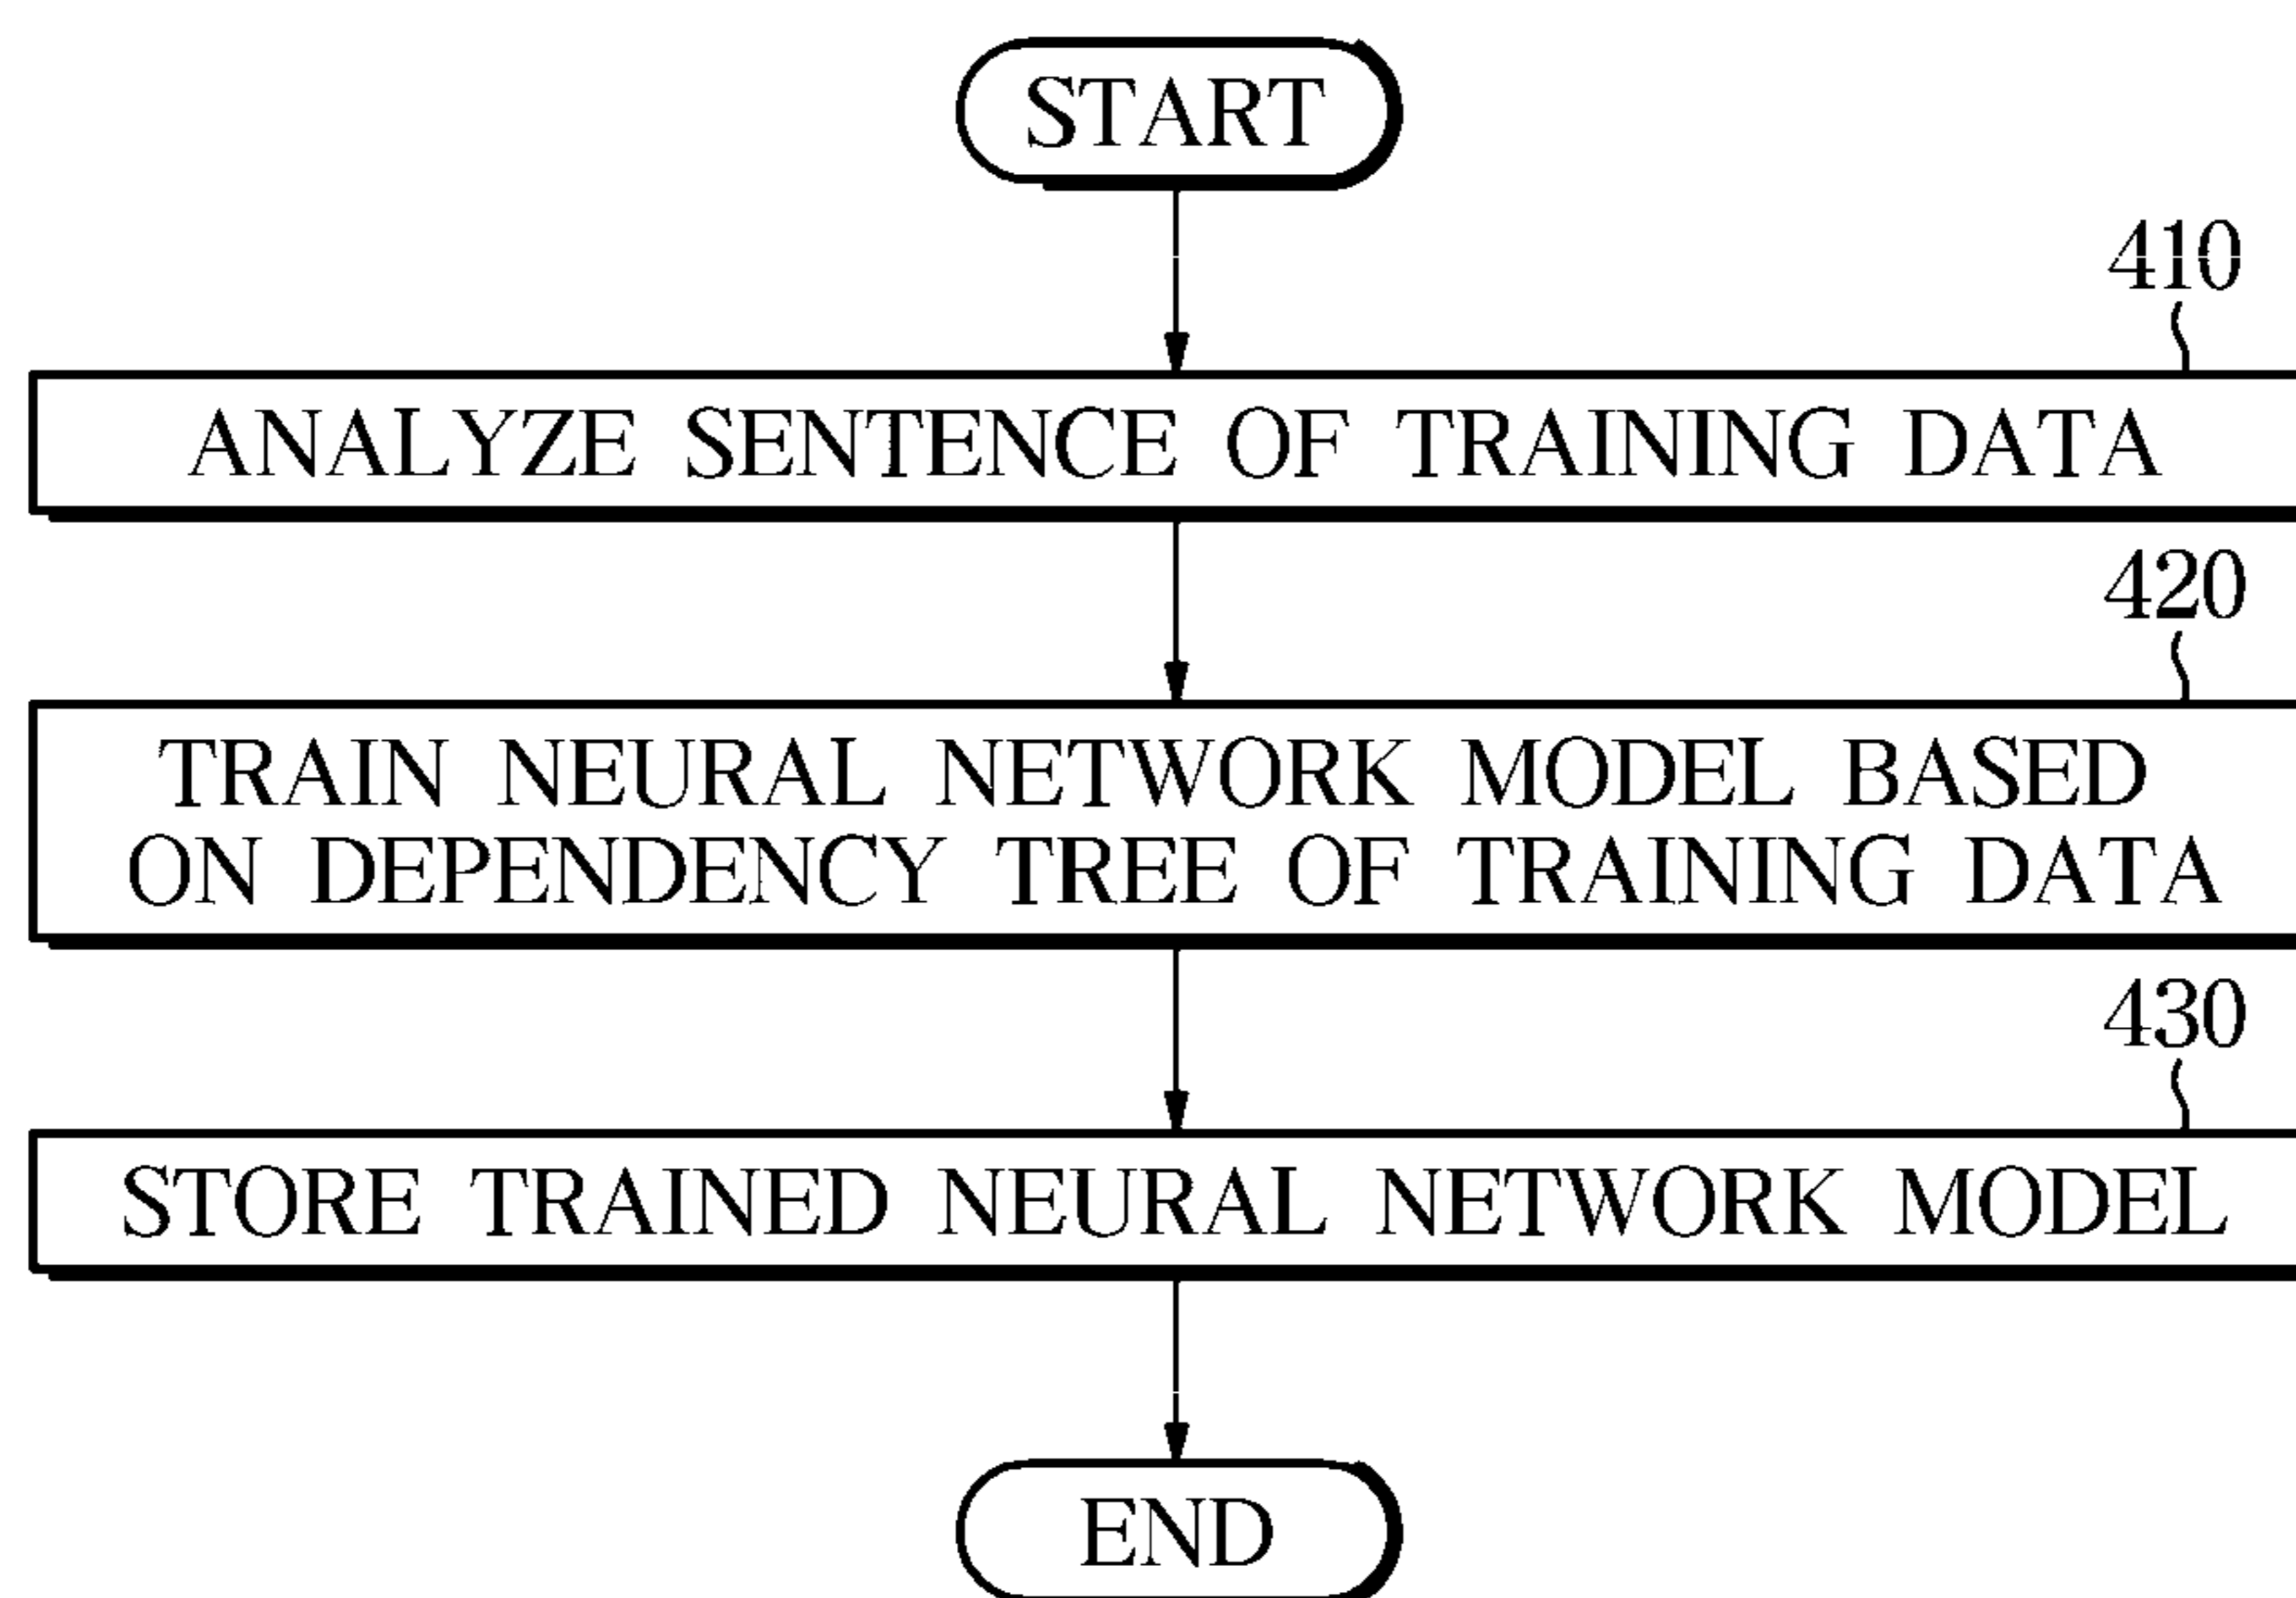 START
410
ANALYZE SENTENCE OF TRAINING DATA
420
TRAIN NEURAL NETWORK MODEL BASED
ON DEPENDENCY TREE OF TRAINING DATA
430
STORE TRAINED NEURAL NETWORK MODEL
END